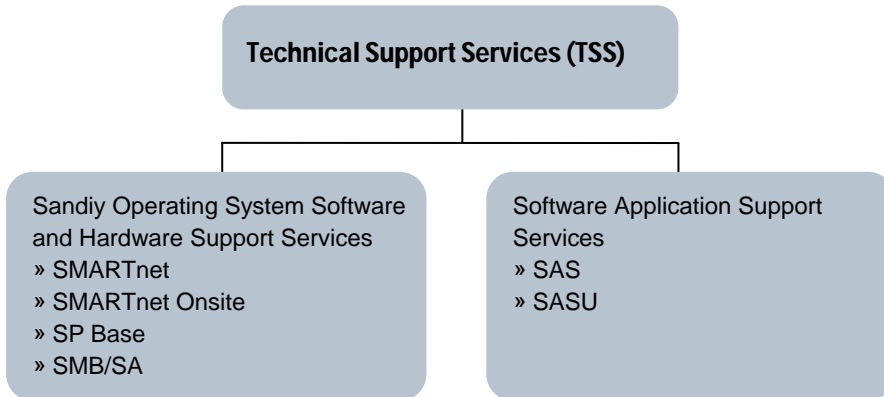 Technical Support Services (TSS)
Sandiy Operating System Software
and Hardware Support Services
» SMARTnet
» SMARTnet Onsite
» SP Base
» SMB/SA
Software Application Support
Services
» SAS
» SASU